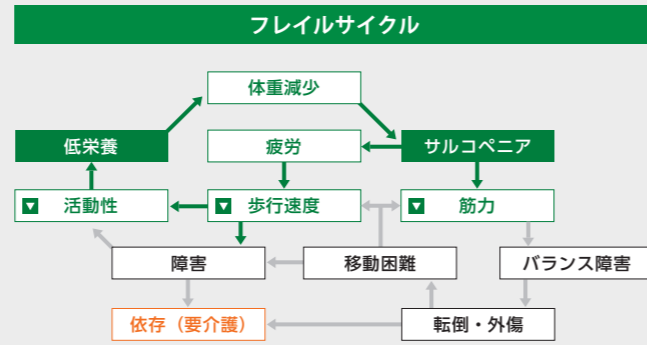 フレイルサイクル
体重減少
低栄養
疲労
サルコペニア
▼ 活動性
▼ 歩行速度
▼ 筋力
障害
移動困難
バランス障害
依存（要介護）
転倒・外傷